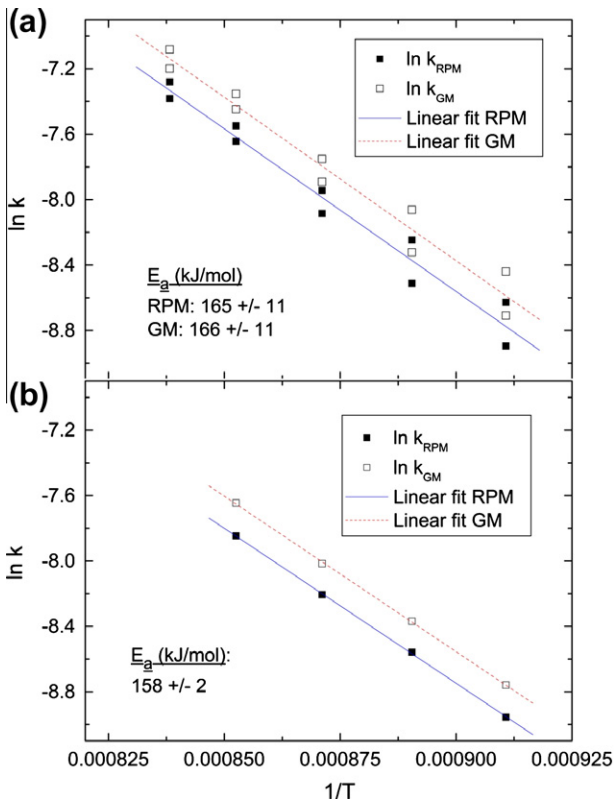 (a)
-7.2
-7.6
-8.0
-8.4
-8.8
ln k
ln k_RPM
ln k_GM
Linear fit RPM
Linear fit GM
E_a (kJ/mol)
RPM: 165 +/- 11
GM: 166 +/- 11
(b)
-7.2
-7.6
-8.0
-8.4
-8.8
ln k
ln k_RPM
ln k_GM
Linear fit RPM
Linear fit GM
E_a (kJ/mol):
158 +/- 2
0.000825 0.000850 0.000875 0.000900 0.000925
1/T